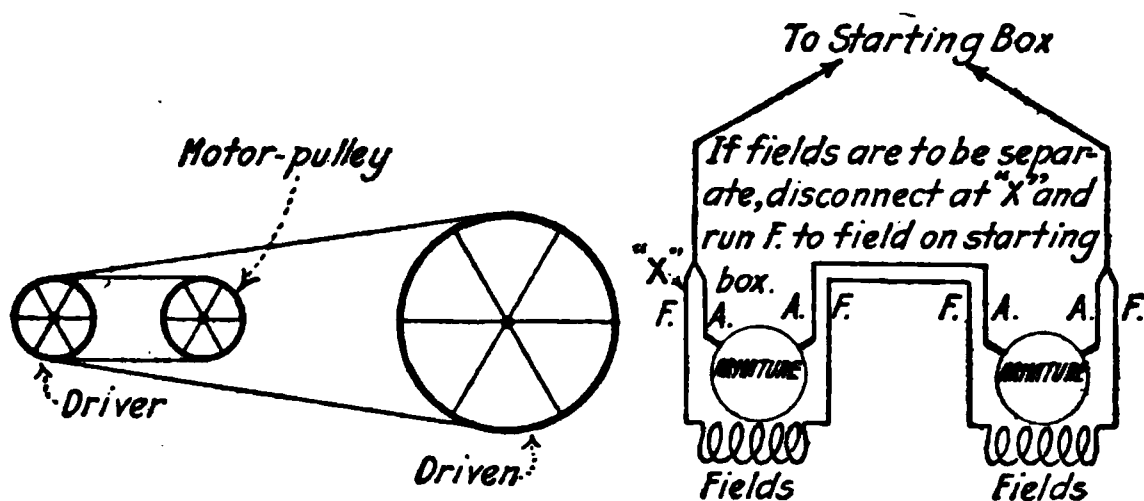 To Starting Box
Motor-pulley
If fields are to be separ-
ate, disconnect at "X" and
run F. to field on starting
box.
"X"
F. A. A. F. F. A. A. F.
ARMATURE ARMATURE
Driver
Driven
Fields Fields